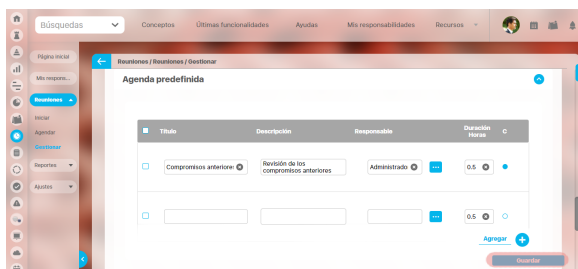 Búsquedas
Conceptos
Últimas funcionalidades
Ayudas
Mis responsabilidades
Recursos
Página inicial
Mis respons...
Reuniones
Iniciar
Agendar
Gestionar
Reportes
Ajustes
Reuniones / Reuniones / Gestionar
Agenda predefinida
Título
Descripción
Responsable
Duración
Horas
C
Compromisos anteriores
Revisión de los
compromisos anteriores
Administrado
...
0.5
...
0.5
Agregar
Guardar